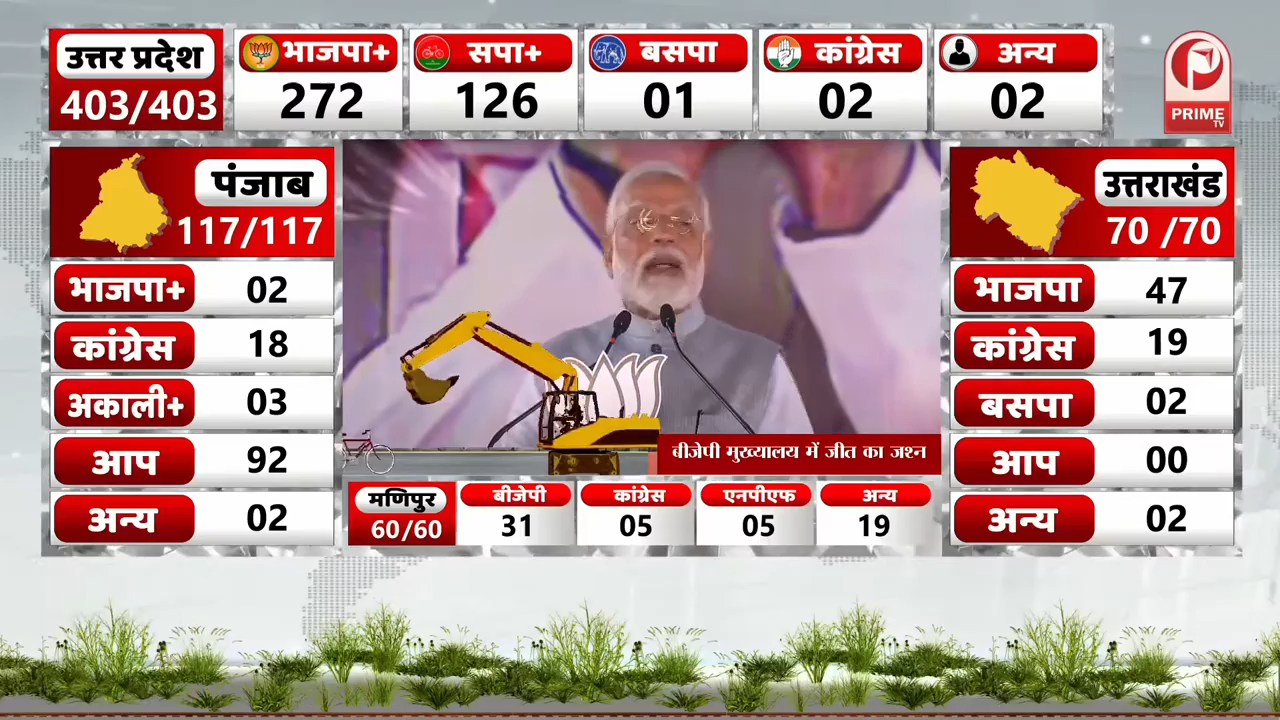 उत्तर प्रदेश
403/403
भाजपा+
272
सपा+
126
बसपा
01
कांग्रेस
02
अन्य
02
PRIME
TV
पंजाब
117/117
भाजपा+ 02
कांग्रेस 18
अकाली+ 03
आप 92
अन्य 02
उत्तराखंड
70 /70
भाजपा 47
कांग्रेस 19
बसपा 02
आप 00
अन्य 02
बीजेपी मुख्यालय में जीत का जश्न
मणिपुर
60/60
बीजेपी
31
कांग्रेस
05
एनपीएफ
05
अन्य
19